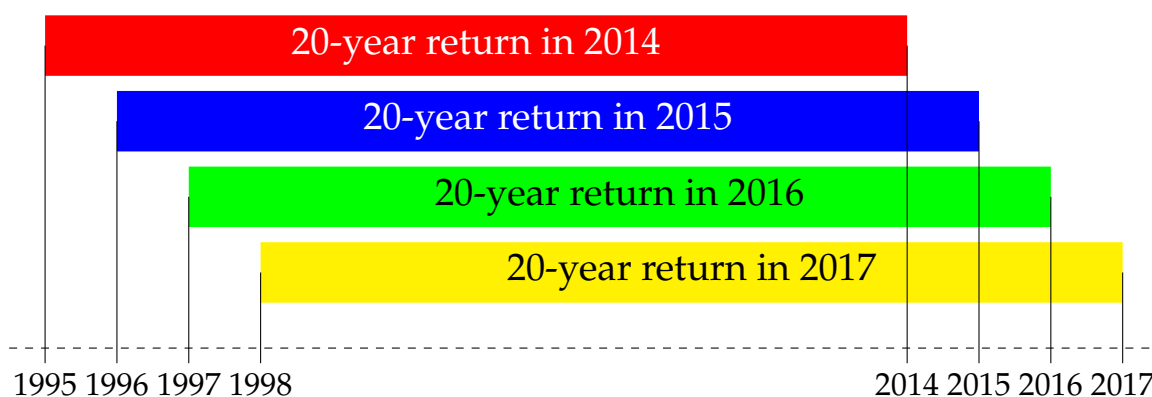 20-year return in 2014
20-year return in 2015
20-year return in 2016
20-year return in 2017
1995 1996 1997 1998 2014 2015 2016 2017